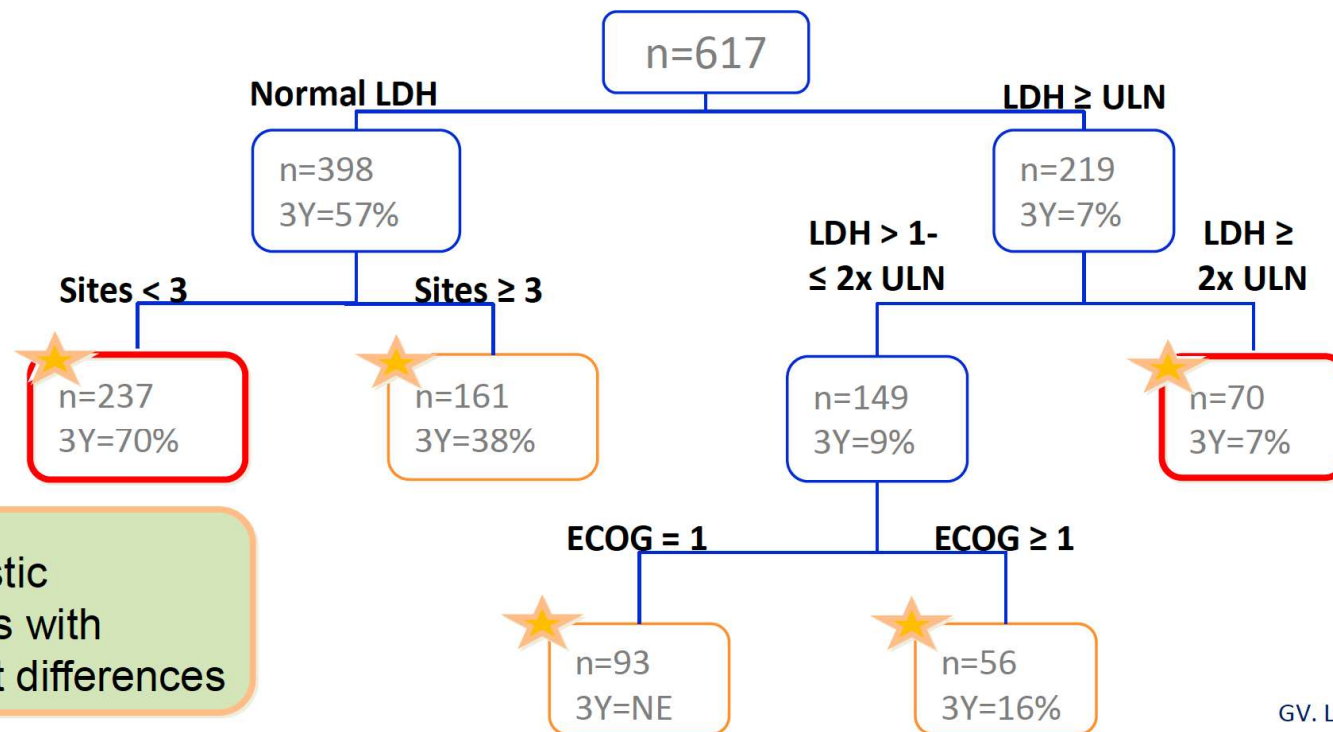 n=617
Normal LDH
LDH ≥ ULN
n=398
3Y=57%
n=219
3Y=7%
LDH > 1-
≤ 2x ULN
LDH ≥
2x ULN
Sites < 3
Sites ≥ 3
n=237
3Y=70%
n=161
3Y=38%
n=149
3Y=9%
n=70
3Y=7%
ECOG = 1
ECOG ≥ 1
n=93
3Y=NE
n=56
3Y=16%
with
differences
GV.